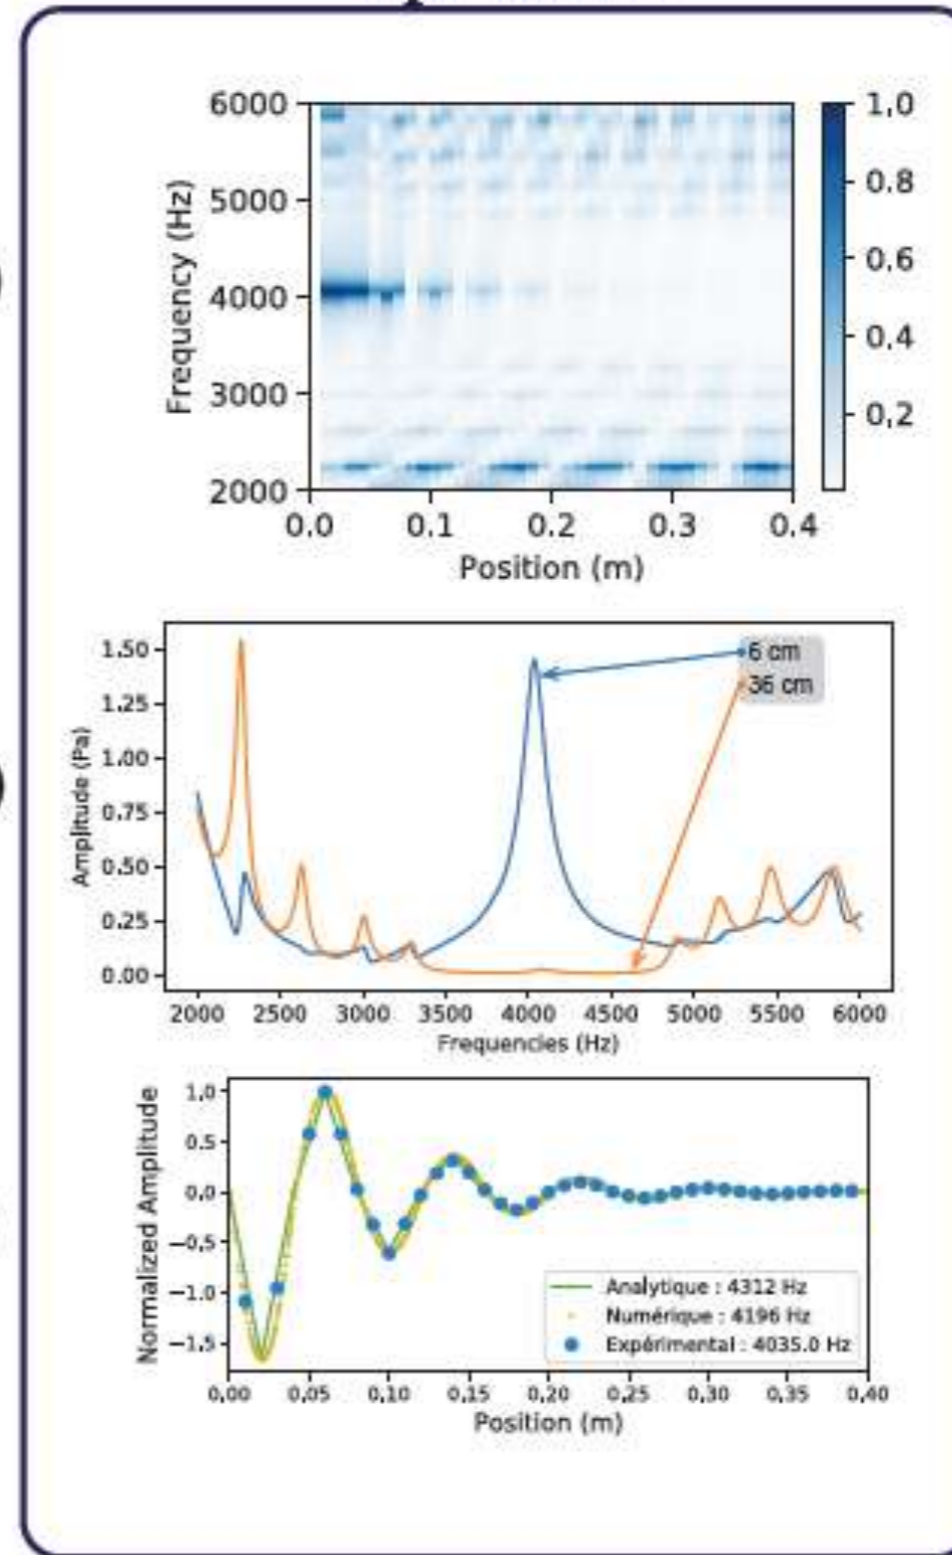 6000
5000
4000
3000
2000
Frequency (Hz)
0.0 0.1 0.2 0.3 0.4
Position (m)
1.0
0.8
0.6
0.4
0.2
1.50
1.25
1.00
0.75
0.50
0.25
0.00
Amplitude (Pa)
6 cm
36 cm
2000 2500 3000 3500 4000 4500 5000 5500 6000
Frequencies (Hz)
1.0
0.5
0.0
−0.5
−1.0
−1.5
Normalized Amplitude
Analytique : 4312 Hz
Numérique : 4196 Hz
Expérimental : 4035.0 Hz
0.00 0.05 0.10 0.15 0.20 0.25 0.30 0.35 0.40
Position (m)